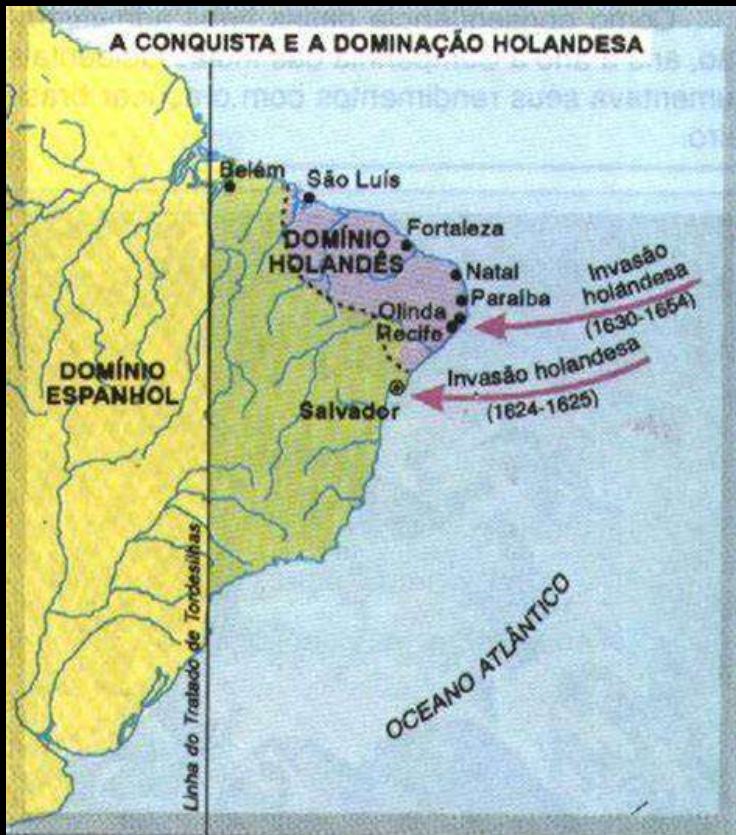 A CONQUISTA E A DOMINAÇÃO HOLANDESA
Belém
São Luís
DOMÍNIO
HOLANDÊS
Fortaleza
Natal
Paraíba
Olinda
Recife
Invasão
holandesa
(1630-1654)
Invasão holandesa
(1624-1625)
DOMÍNIO
ESPANHOL
Salvador
Linha do Tratado de Tordesilhas
OCEANO ATLÂNTICO